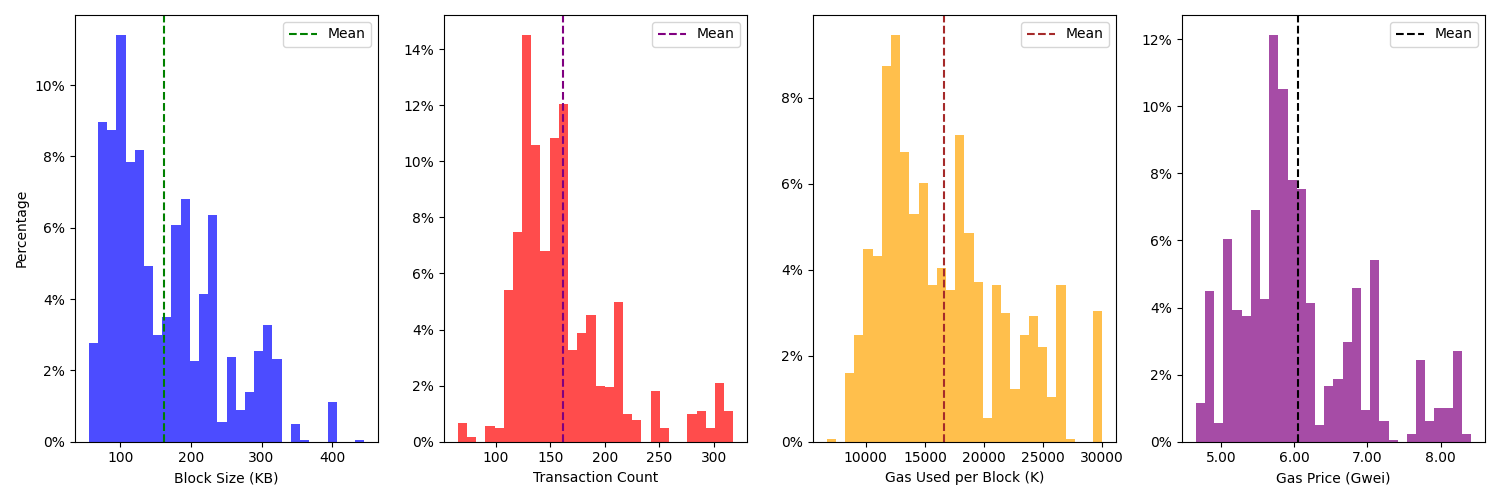 Percentage
10%
8%
6%
4%
2%
0%
100 200 300 400
Block Size (KB)
Mean
14%
12%
10%
8%
6%
4%
2%
0%
100 150 200 250 300
Transaction Count
Mean
8%
6%
4%
2%
0%
10000 15000 20000 25000 30000
Gas Used per Block (K)
Mean
12%
10%
8%
6%
4%
2%
0%
5.00 6.00 7.00 8.00
Gas Price (Gwei)
Mean